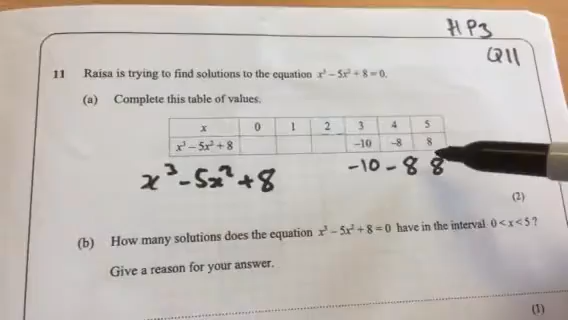 HP3
Q11
11 Raisa is trying to find solutions to the equation x³ – 5x² + 8 = 0.
(a) Complete this table of values.
x 0 1 2 3 4 5
x³ – 5x² + 8 –10 –8 8
x³ – 5x² + 8 –10 – 8 8
(2)
(b) How many solutions does the equation x³ – 5x² + 8 = 0 have in the interval 0 < x < 5 ?
Give a reason for your answer.
(1)